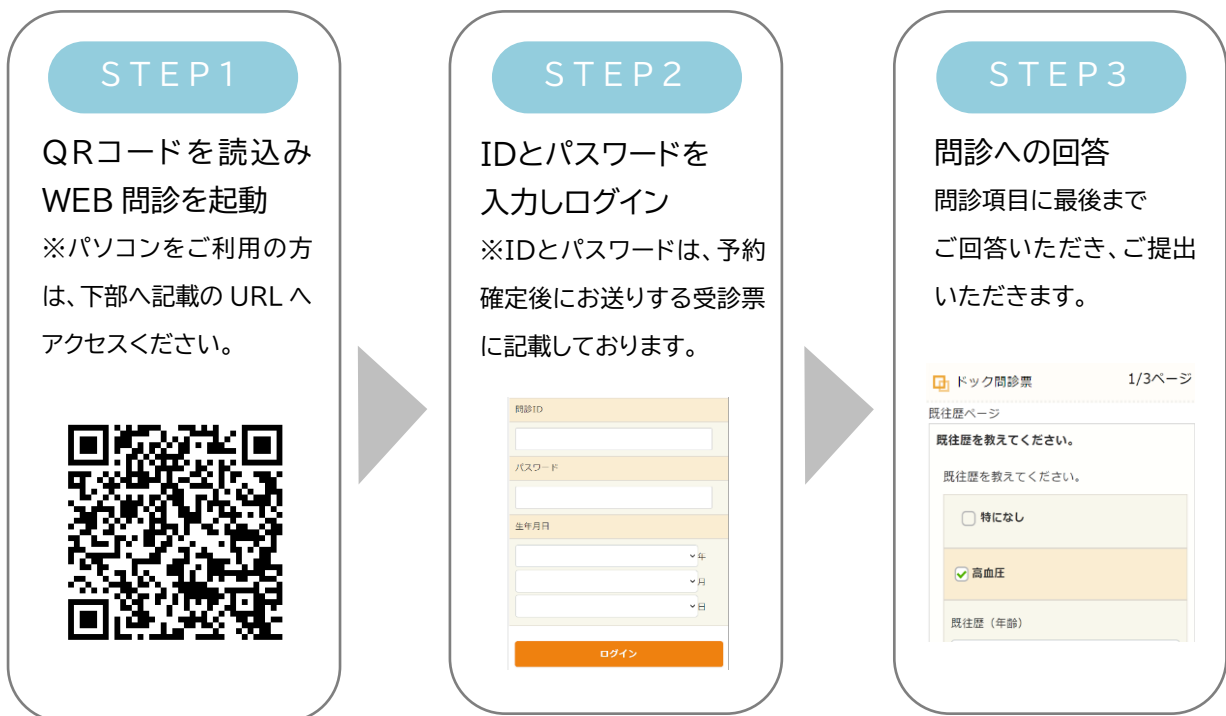 STEP1
QRコードを読込み
WEB問診を起動
※パソコンをご利用の方
は、下部へ記載のURLへ
アクセスください。
STEP2
IDとパスワードを
入力しログイン
※IDとパスワードは、予約
確定後にお送りする受診票
に記載しております。
問診ID
パスワード
生年月日
年
月
日
ログイン
STEP3
問診への回答
問診項目に最後まで
ご回答いただき、ご提出
いただきます。
ドック問診票 1/3ページ
既往歴ページ
既往歴を教えてください。
既往歴を教えてください。
特になし
高血圧
既往歴（年齢）